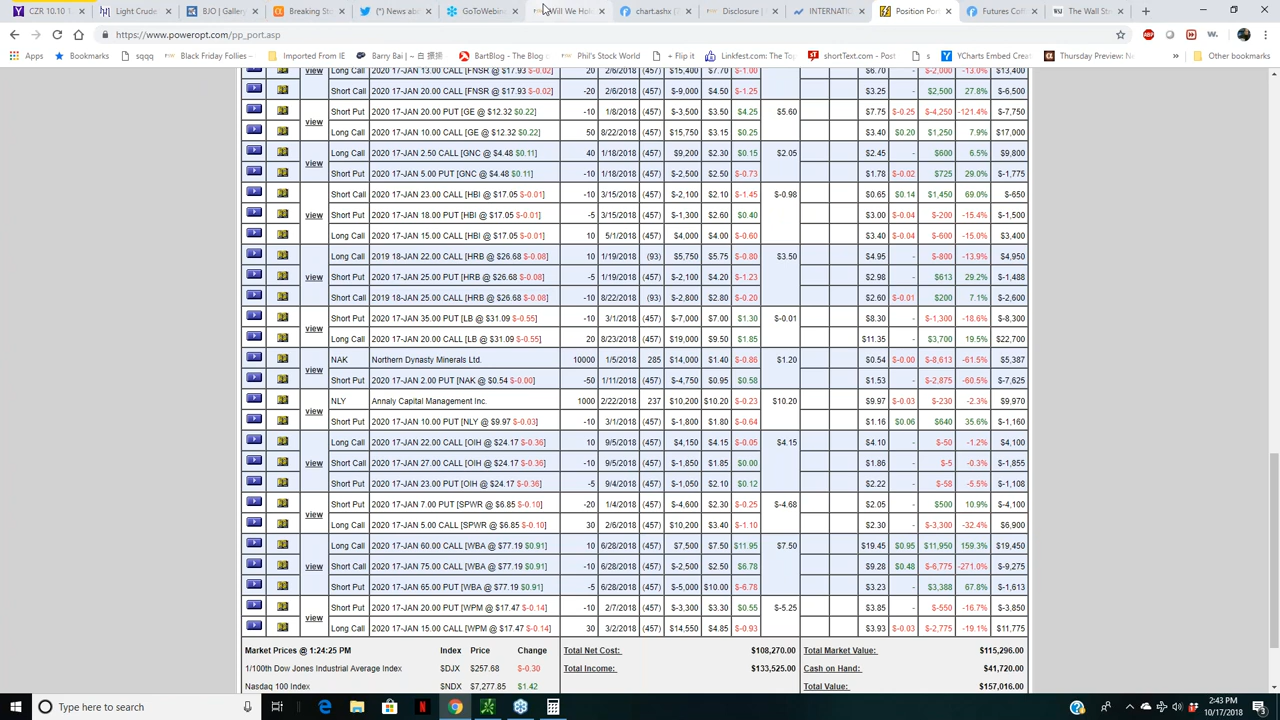 CZR 10.10 1
Light Crude
BJO | Gallery
Breaking Sto
(*) News ab
GoToWebina
Will We Hol
chart.ashx (
Disclosure |
INTERNATIO
Position Por
Futures Coff
The Wall Str
https://www.poweropt.com/pp_port.asp
Apps sqqq Black Friday Follies - Imported From IE Barry Bai | BartBlog - The Blog o Phil's Stock World + Flip it Linkfest.com: The Top shortText.com - Put s YCharts Embed Creat Thursday Preview: M » Other bookmarks
view Long Call 2020 17-JAN 13.00 CALL [FNSR @ $17.93 $-0.02] 20 2/6/2018 (457) $15,400 $7.70 $-1.00 $6.70 - $-2,000 -13.0% $13,400
Short Call 2020 17-JAN 20.00 CALL [FNSR @ $17.93 $-0.02] -20 2/6/2018 (457) $-9,000 $4.50 $-1.25 $3.25 - $2,500 27.8% $-6,500
view Short Put 2020 17-JAN 20.00 PUT [GE @ $12.32 $0.22] -10 1/8/2018 (457) $-3,500 $3.50 $4.25 $5.60 $7.75 $-0.25 $-4,250 -121.4% $-7,750
Long Call 2020 17-JAN 10.00 CALL [GE @ $12.32 $0.22] 50 8/22/2018 (457) $15,750 $3.15 $0.25 $3.40 $0.20 $1,250 7.9% $17,000
view Long Call 2020 17-JAN 2.50 CALL [GNC @ $4.48 $0.11] 40 1/18/2018 (457) $9,200 $2.30 $0.15 $2.05 $2.45 - $600 6.5% $9,800
Short Put 2020 17-JAN 5.00 PUT [GNC @ $4.48 $0.11] -10 1/18/2018 (457) $-2,500 $2.50 $-0.73 $1.78 $-0.02 $725 29.0% $-1,775
view Short Call 2020 17-JAN 23.00 CALL [HBI @ $17.05 $-0.01] -10 3/15/2018 (457) $-2,100 $2.10 $-1.45 $-0.98 $0.65 $0.14 $1,450 69.0% $-650
Short Put 2020 17-JAN 18.00 PUT [HBI @ $17.05 $-0.01] -5 3/15/2018 (457) $-1,300 $2.60 $0.40 $3.00 $-0.04 $-200 -15.4% $-1,500
Long Call 2020 17-JAN 15.00 CALL [HBI @ $17.05 $-0.01] 10 5/1/2018 (457) $4,000 $4.00 $-0.60 $3.40 $-0.04 $-600 -15.0% $3,400
view Long Call 2019 18-JAN 22.00 CALL [HRB @ $26.68 $-0.08] 10 1/19/2018 (93) $5,750 $5.75 $-0.80 $3.50 $4.95 - $-800 -13.9% $4,950
Short Put 2020 17-JAN 25.00 PUT [HRB @ $26.68 $-0.08] -5 1/19/2018 (457) $-2,100 $4.20 $-1.23 $2.98 - $613 29.2% $-1,488
Short Call 2019 18-JAN 25.00 CALL [HRB @ $26.68 $-0.08] -10 8/22/2018 (93) $-2,800 $2.80 $-0.20 $2.60 $-0.01 $200 7.1% $-2,600
view Short Put 2020 17-JAN 35.00 PUT [LB @ $31.09 $-0.55] -10 3/1/2018 (457) $-7,000 $7.00 $1.30 $-0.01 $8.30 - $-1,300 -18.6% $-8,300
Long Call 2020 17-JAN 20.00 CALL [LB @ $31.09 $-0.55] 20 8/23/2018 (457) $19,000 $9.50 $1.85 $11.35 - $3,700 19.5% $22,700
view NAK Northern Dynasty Minerals Ltd. 10000 1/5/2018 285 $14,000 $1.40 $-0.86 $1.20 $0.54 $-0.00 $-8,613 -61.5% $5,387
Short Put 2020 17-JAN 2.00 PUT [NAK @ $0.54 $-0.00] -50 1/11/2018 (457) $-4,750 $0.95 $0.58 $1.53 - $-2,875 -60.5% $-7,625
view NLY Annaly Capital Management Inc. 1000 2/22/2018 237 $10,200 $10.20 $-0.23 $10.20 $9.97 $-0.03 $-230 -2.3% $9,970
Short Put 2020 17-JAN 10.00 PUT [NLY @ $9.97 $-0.03] -10 3/1/2018 (457) $-1,800 $1.80 $-0.64 $1.16 $0.06 $640 35.6% $-1,160
view Long Call 2020 17-JAN 22.00 CALL [OIH @ $24.17 $-0.36] 10 9/5/2018 (457) $4,150 $4.15 $-0.05 $4.15 $4.10 - $-50 -1.2% $4,100
Short Call 2020 17-JAN 27.00 CALL [OIH @ $24.17 $-0.36] -10 9/5/2018 (457) $-1,850 $1.85 $0.00 $1.86 - $-5 -0.3% $-1,855
Short Put 2020 17-JAN 23.00 PUT [OIH @ $24.17 $-0.36] -5 9/4/2018 (457) $-1,050 $2.10 $0.12 $2.22 - $-58 -5.5% $-1,108
view Short Put 2020 17-JAN 7.00 PUT [SPWR @ $6.85 $-0.10] -20 1/4/2018 (457) $-4,600 $2.30 $-0.25 $-4.68 $2.05 - $500 10.9% $-4,100
Long Call 2020 17-JAN 5.00 CALL [SPWR @ $6.85 $-0.10] 30 2/6/2018 (457) $10,200 $3.40 $-1.10 $2.30 - $-3,300 -32.4% $6,900
view Long Call 2020 17-JAN 60.00 CALL [WBA @ $77.19 $0.91] 10 6/28/2018 (457) $7,500 $7.50 $11.95 $7.50 $19.45 $0.95 $11,950 159.3% $19,450
Short Call 2020 17-JAN 75.00 CALL [WBA @ $77.19 $0.91] -10 6/28/2018 (457) $-2,500 $2.50 $6.78 $9.28 $0.48 $-6,775 -271.0% $-9,275
Short Put 2020 17-JAN 65.00 PUT [WBA @ $77.19 $0.91] -5 6/28/2018 (457) $-5,000 $10.00 $-6.78 $3.23 - $3,388 67.8% $-1,613
view Short Put 2020 17-JAN 20.00 PUT [WPM @ $17.47 $-0.14] -10 2/7/2018 (457) $-3,300 $3.30 $0.55 $-5.25 $3.85 - $-550 -16.7% $-3,850
Long Call 2020 17-JAN 15.00 CALL [WPM @ $17.47 $-0.14] 30 3/2/2018 (457) $14,550 $4.85 $-0.93 $3.93 $-0.03 $-2,775 -19.1% $11,775
Market Prices @ 1:24:25 PM Index Price Change Total Net Cost: $108,270.00 Total Market Value: $115,296.00
1/100th Dow Jones Industrial Average Index $DJX $257.68 $-0.30 Total Income: $133,525.00 Cash on Hand: $41,720.00
Nasdaq 100 Index $NDX $7,277.85 $1.42 Total Value: $157,016.00
Type here to search
2:43 PM
10/17/2018